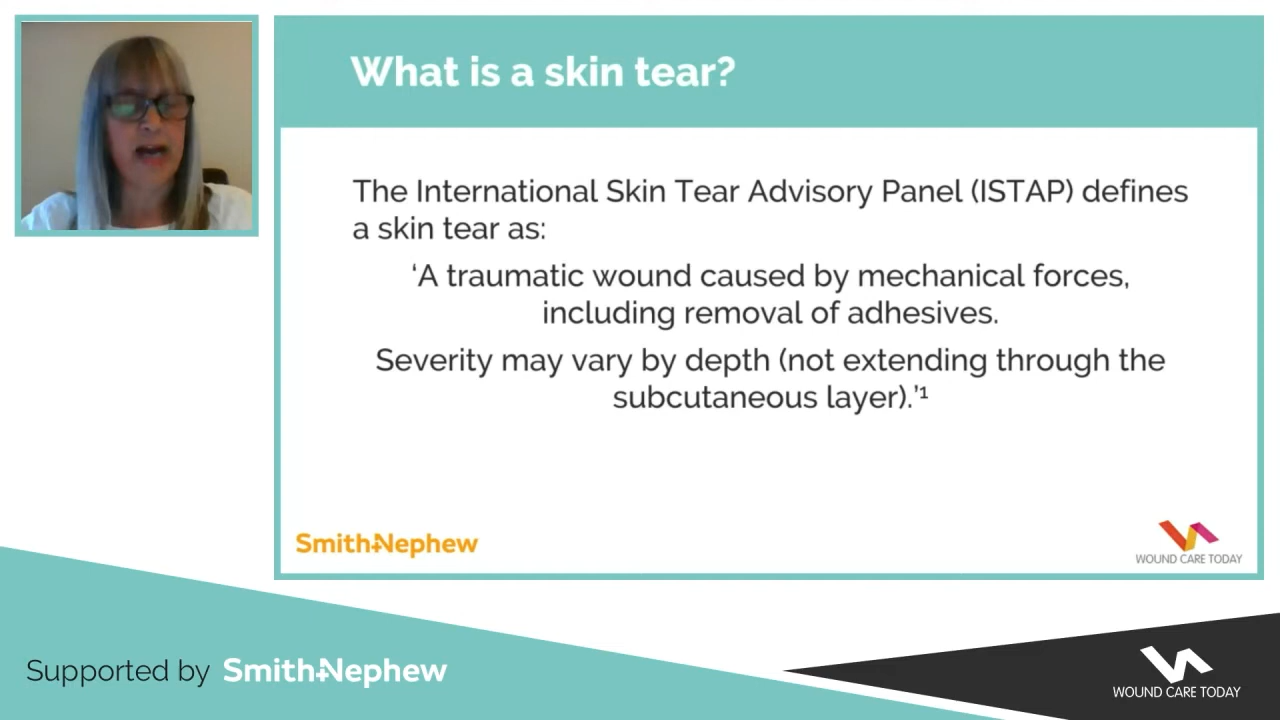 What is a skin tear?
The International Skin Tear Advisory Panel (ISTAP) defines
a skin tear as:
‘A traumatic wound caused by mechanical forces,
including removal of adhesives.
Severity may vary by depth (not extending through the
subcutaneous layer).’¹
Smith+Nephew
WOUND CARE TODAY
Supported by Smith+Nephew
WOUND CARE TODAY